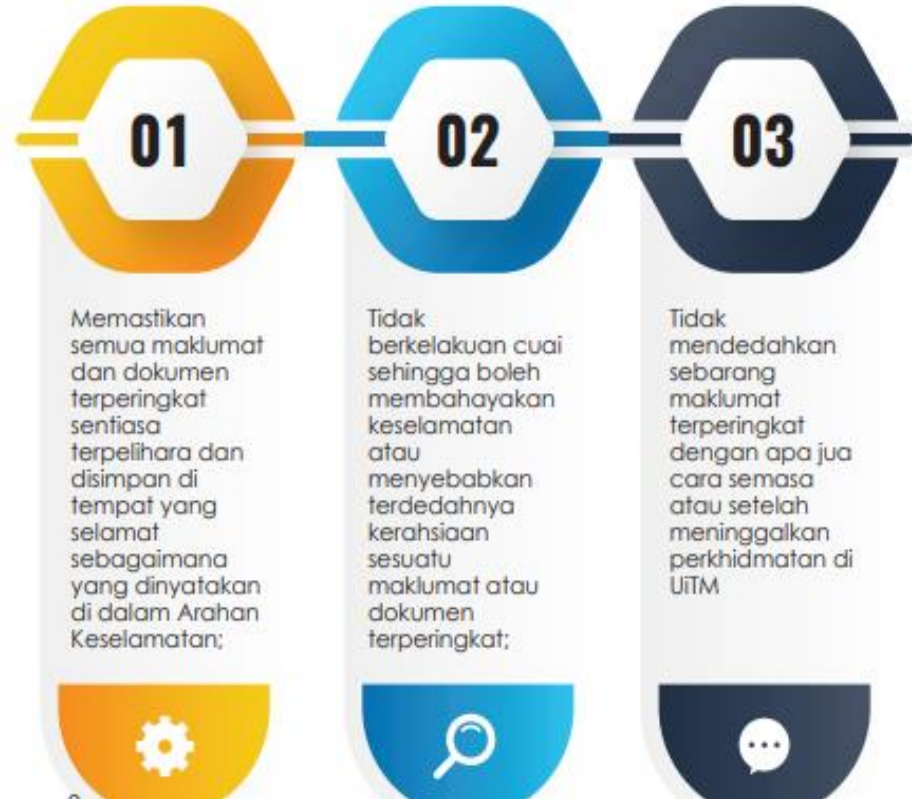 01
Memastikan
semua maklumat
dan dokumen
terperingkat
sentiasa
terpelihara dan
disimpan di
tempat yang
selamat
sebagaimana
yang dinyatakan
di dalam Arahan
Keselamatan;
02
Tidak
berkelakuan cuai
sehingga boleh
membahayakan
keselamatan
atau
menyebabkan
terdedahnya
kerahsiaan
sesuatu
maklumat atau
dokumen
terperingkat;
03
Tidak
mendedahkan
sebarang
maklumat
terperingkat
dengan apa jua
cara semasa
atau setelah
meninggalkan
perkhidmatan di
UiTM